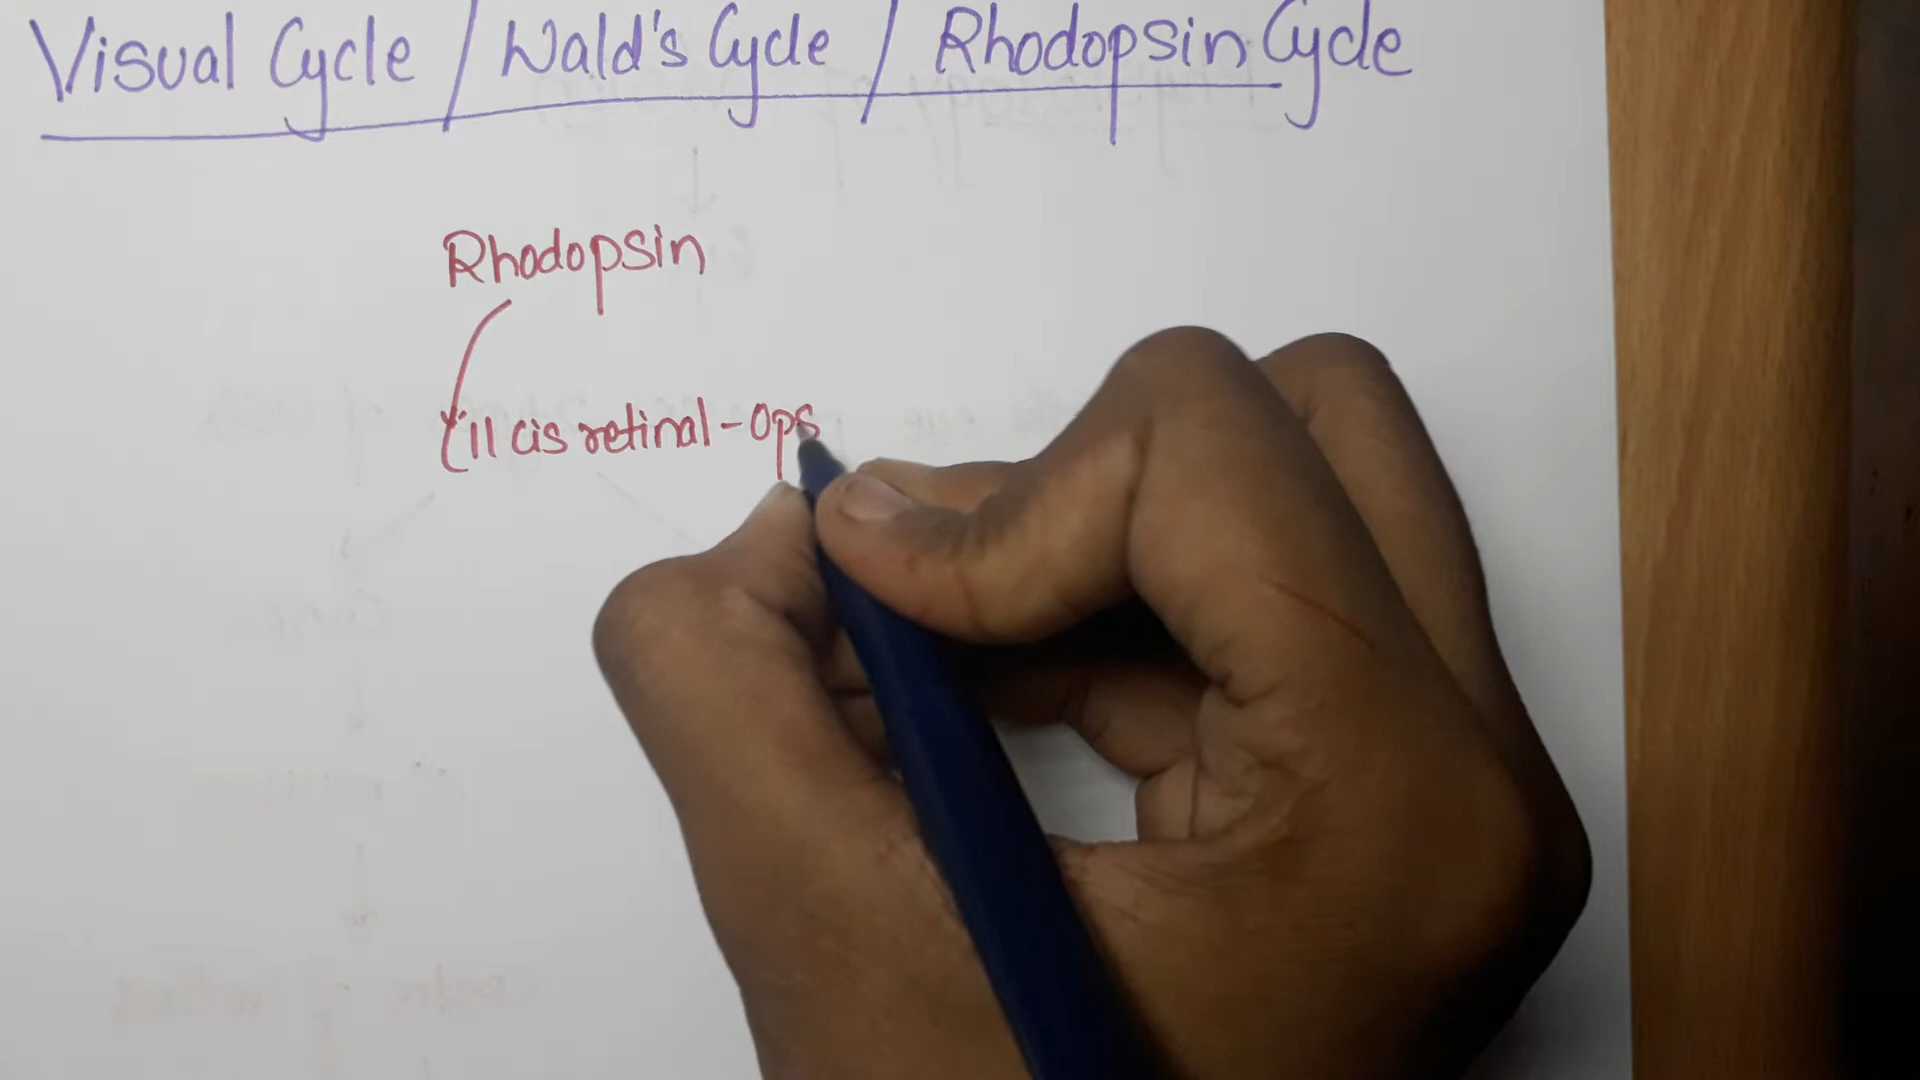 Visual Cycle / Wald's Cycle / Rhodopsin Cycle
Rhodopsin
(11 cis retinal - Ops